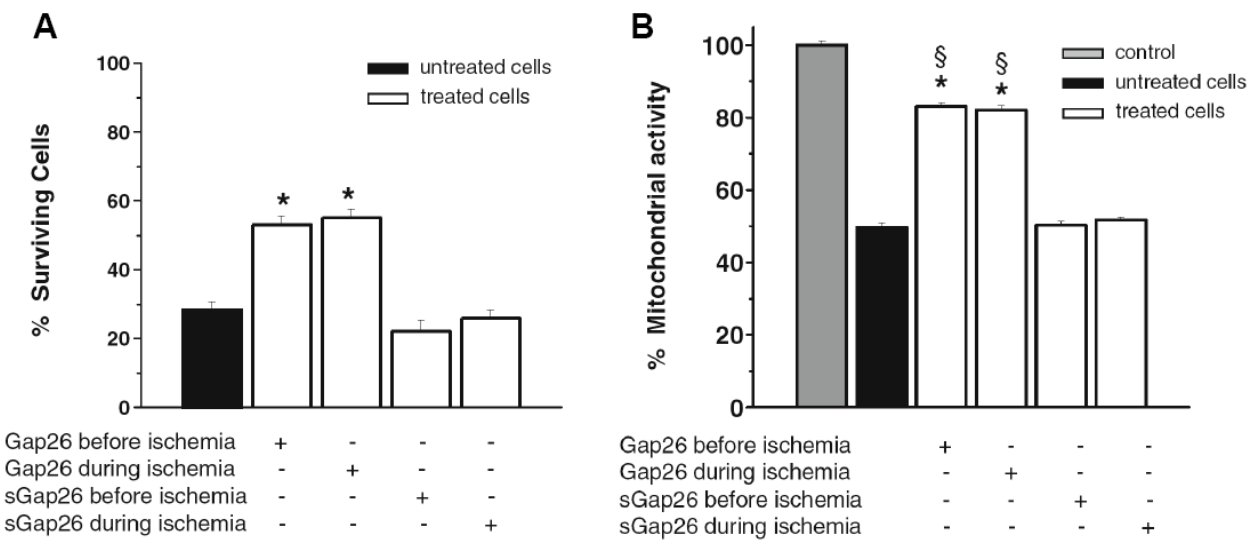 A
% Surviving Cells
100
80
60
40
20
0
untreated cells
treated cells
* *
Gap26 before ischemia + - - -
Gap26 during ischemia - + - -
sGap26 before ischemia - - + -
sGap26 during ischemia - - - +
B
% Mitochondrial activity
100
80
60
40
20
0
control
untreated cells
treated cells
§ §
* *
Gap26 before ischemia + - - -
Gap26 during ischemia - + - -
sGap26 before ischemia - - + -
sGap26 during ischemia - - - +